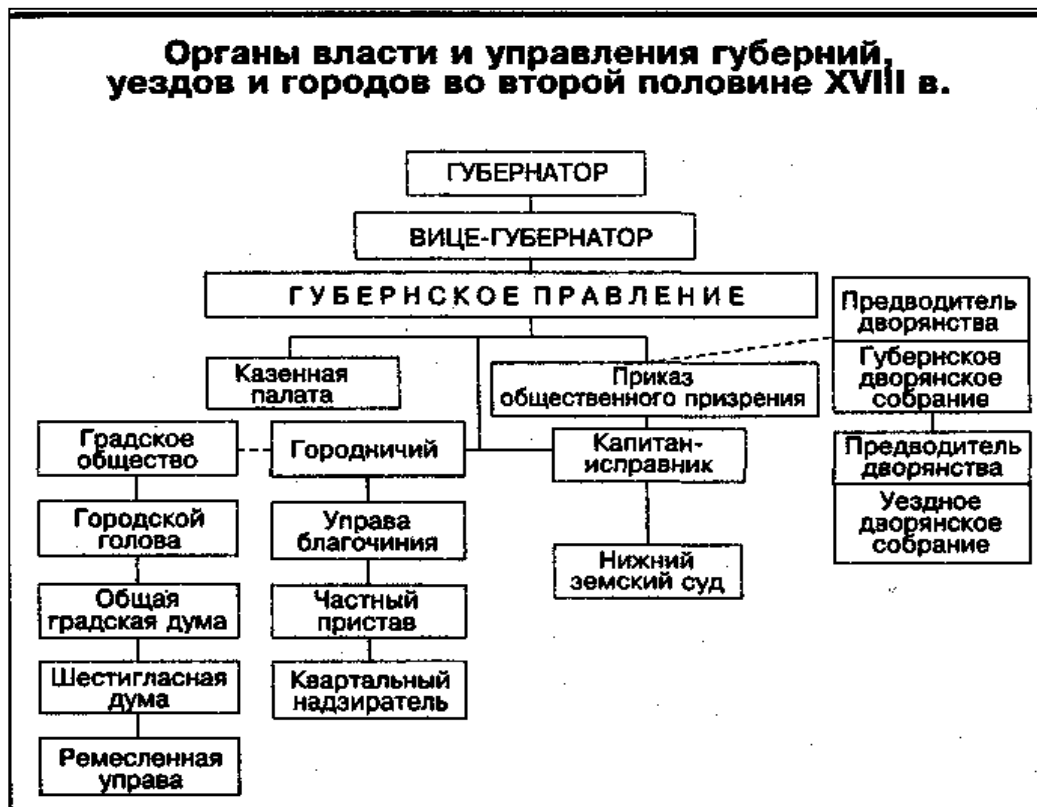 Органы власти и управления губерний,
уездов и городов во второй половине XVIII в.
ГУБЕРНАТОР
ВИЦЕ-ГУБЕРНАТОР
ГУБЕРНСКОЕ ПРАВЛЕНИЕ
Казенная
палата
Приказ
общественного призрения
Предводитель
дворянства
Губернское
дворянское
собрание
Градское
общество
Городничий
Капитан-
исправник
Предводитель
дворянства
Уездное
дворянское
собрание
Городской
голова
Управа
благочиния
Нижний
земский суд
Общая
градская дума
Частный
пристав
Шестигласная
дума
Квартальный
надзиратель
Ремесленная
управа